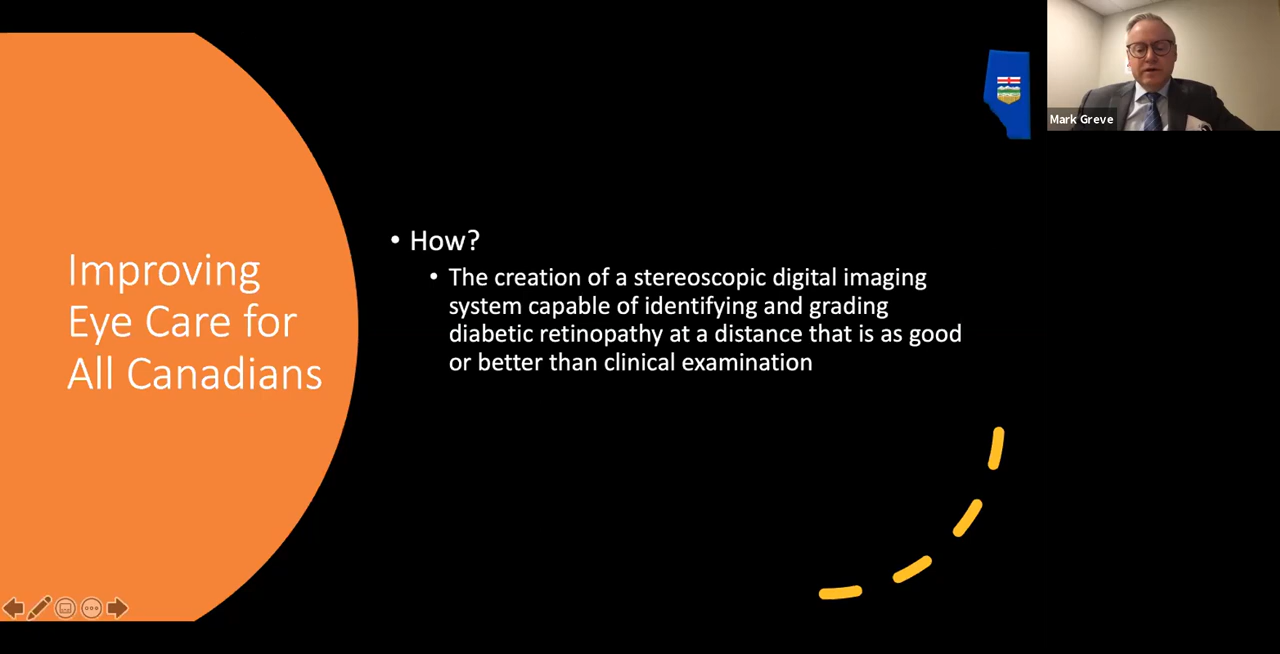 Improving
Eye Care for
All Canadians
• How?
• The creation of a stereoscopic digital imaging
system capable of identifying and grading
diabetic retinopathy at a distance that is as good
or better than clinical examination
Mark Greve